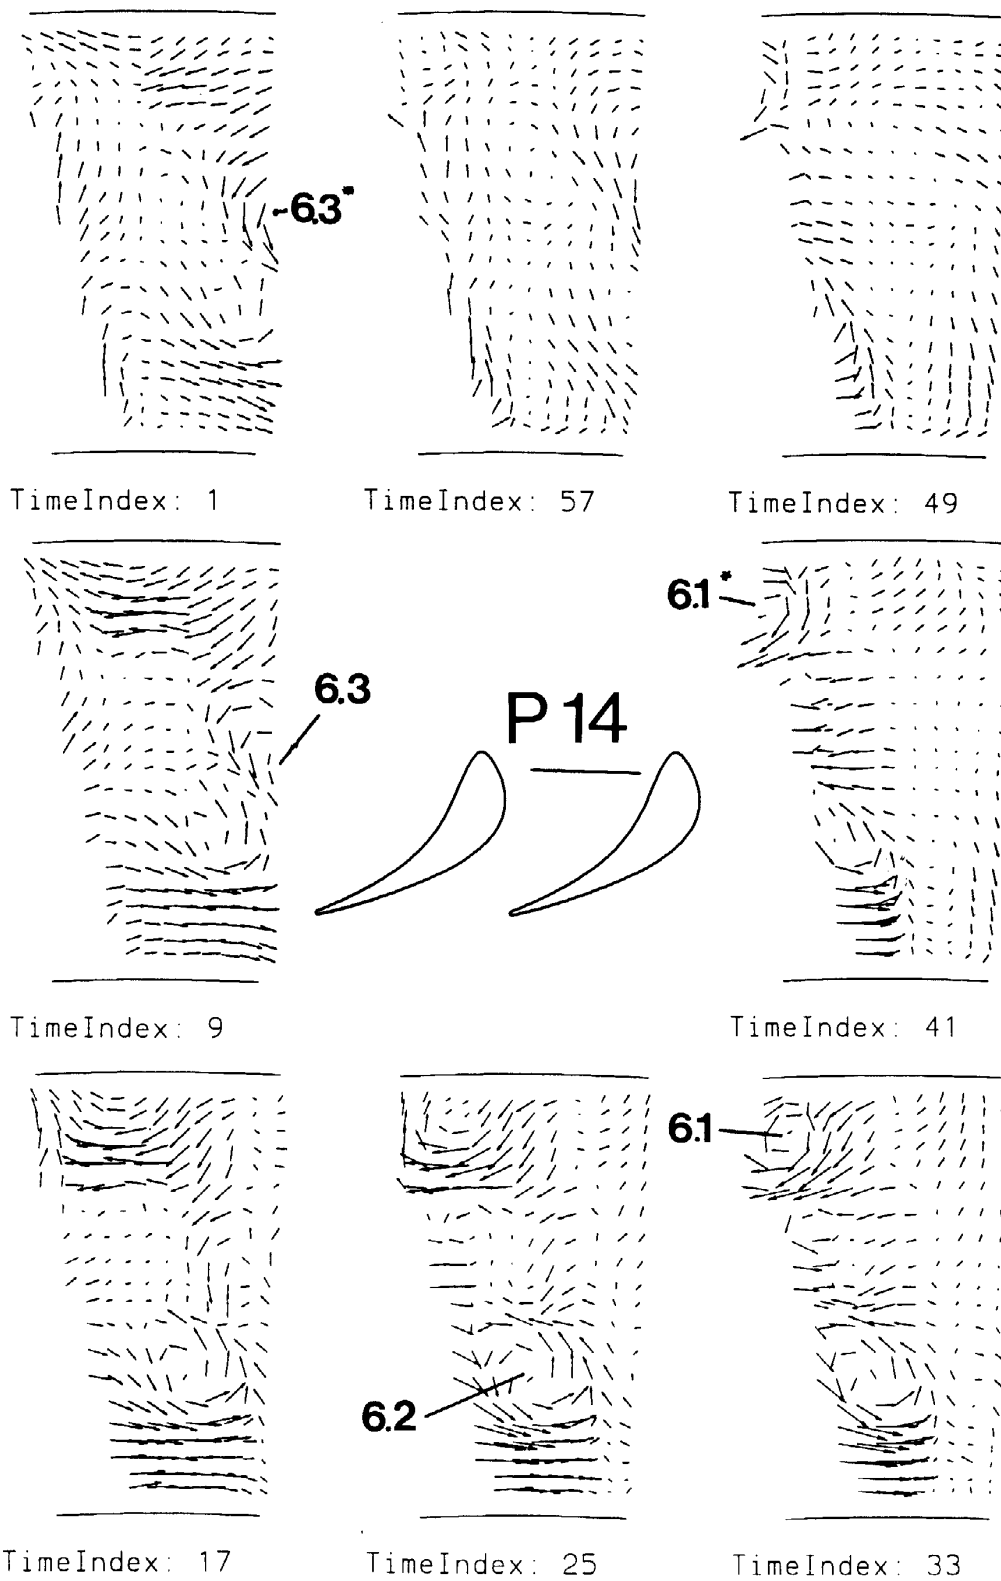 6.3*
TimeIndex: 1
TimeIndex: 57
TimeIndex: 49
6.1*
6.3
P 14
TimeIndex: 9
TimeIndex: 41
6.1
6.2
TimeIndex: 17
TimeIndex: 25
TimeIndex: 33